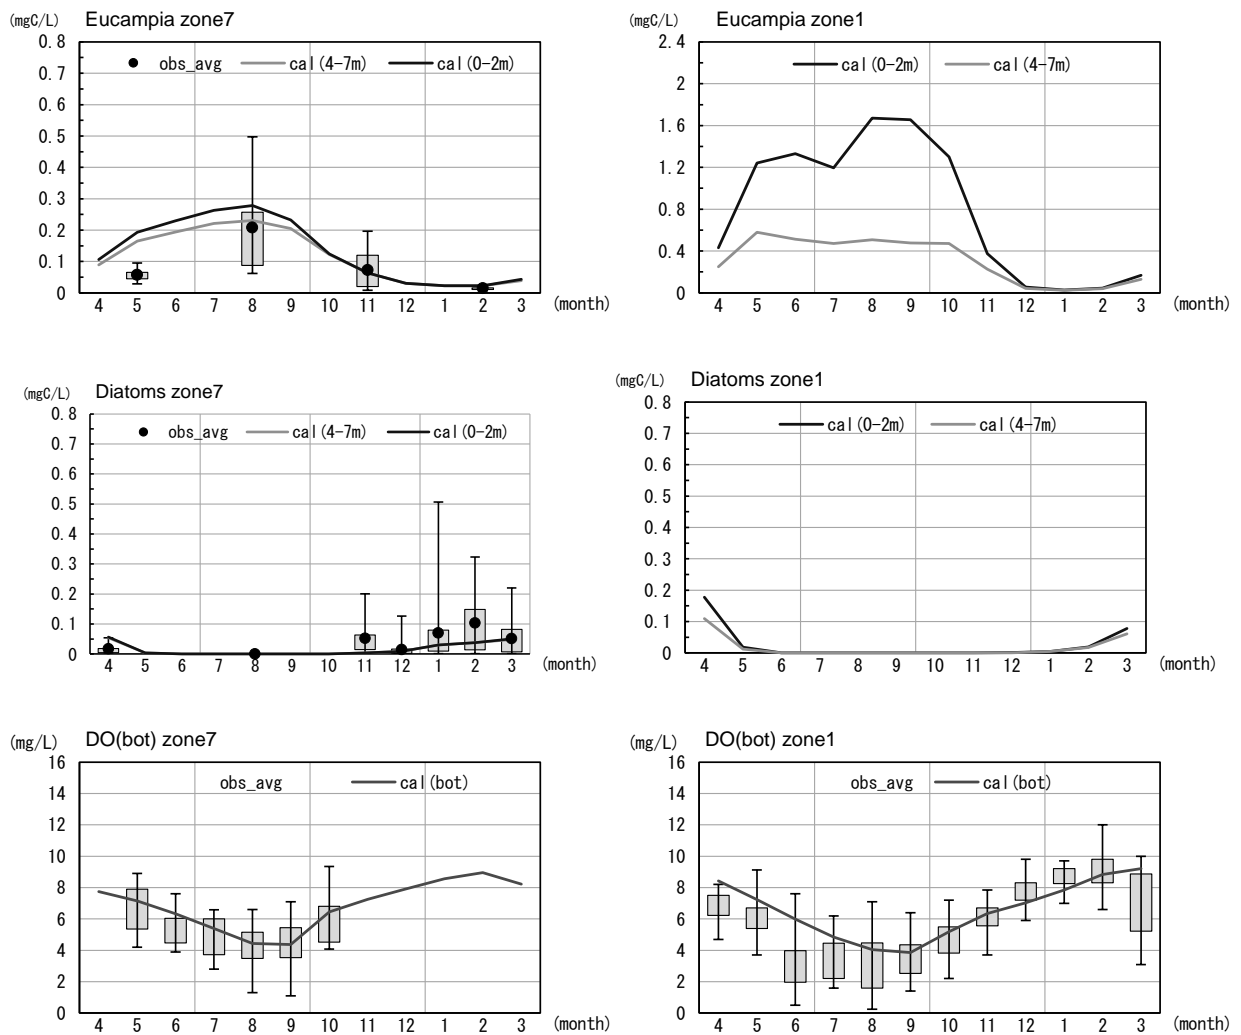 (mgC/L) Eucampia zone7
0.8
0.7
0.6
0.5
0.4
0.3
0.2
0.1
0
obs_avg cal(4-7m) cal(0-2m)
4 5 6 7 8 9 10 11 12 1 2 3 (month)
(mgC/L) Eucampia zone1
2.4
2
1.6
1.2
0.8
0.4
0
cal(0-2m) cal(4-7m)
4 5 6 7 8 9 10 11 12 1 2 3 (month)
(mgC/L) Diatoms zone7
0.8
0.7
0.6
0.5
0.4
0.3
0.2
0.1
0
obs_avg cal(4-7m) cal(0-2m)
4 5 6 7 8 9 10 11 12 1 2 3 (month)
(mgC/L) Diatoms zone1
0.8
0.7
0.6
0.5
0.4
0.3
0.2
0.1
0
cal(0-2m) cal(4-7m)
4 5 6 7 8 9 10 11 12 1 2 3 (month)
(mg/L) DO(bot) zone7
16
14
12
10
8
6
4
2
0
obs_avg cal(bot)
4 5 6 7 8 9 10 11 12 1 2 3 (month)
(mg/L) DO(bot) zone1
16
14
12
10
8
6
4
2
0
obs_avg cal(bot)
4 5 6 7 8 9 10 11 12 1 2 3 (month)